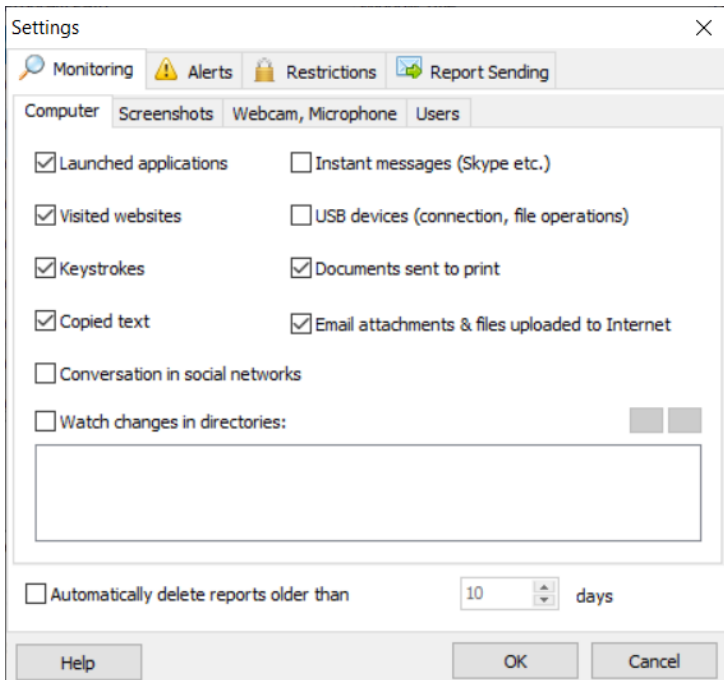 Settings
Monitoring Alerts Restrictions Report Sending
Computer Screenshots Webcam, Microphone Users
Launched applications Instant messages (Skype etc.)
Visited websites USB devices (connection, file operations)
Keystrokes Documents sent to print
Copied text Email attachments & files uploaded to Internet
Conversation in social networks
Watch changes in directories:
Automatically delete reports older than 10 days
Help OK Cancel